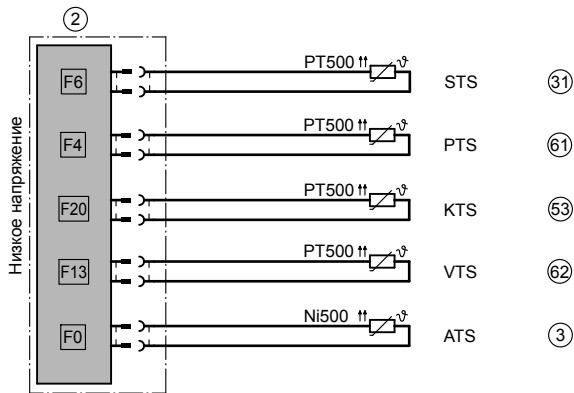 2
Низкое напряжение
F6 PT500 ϑ STS 31
F4 PT500 ϑ PTS 61
F20 PT500 ϑ KTS 53
F13 PT500 ϑ VTS 62
F0 Ni500 ϑ ATS 3